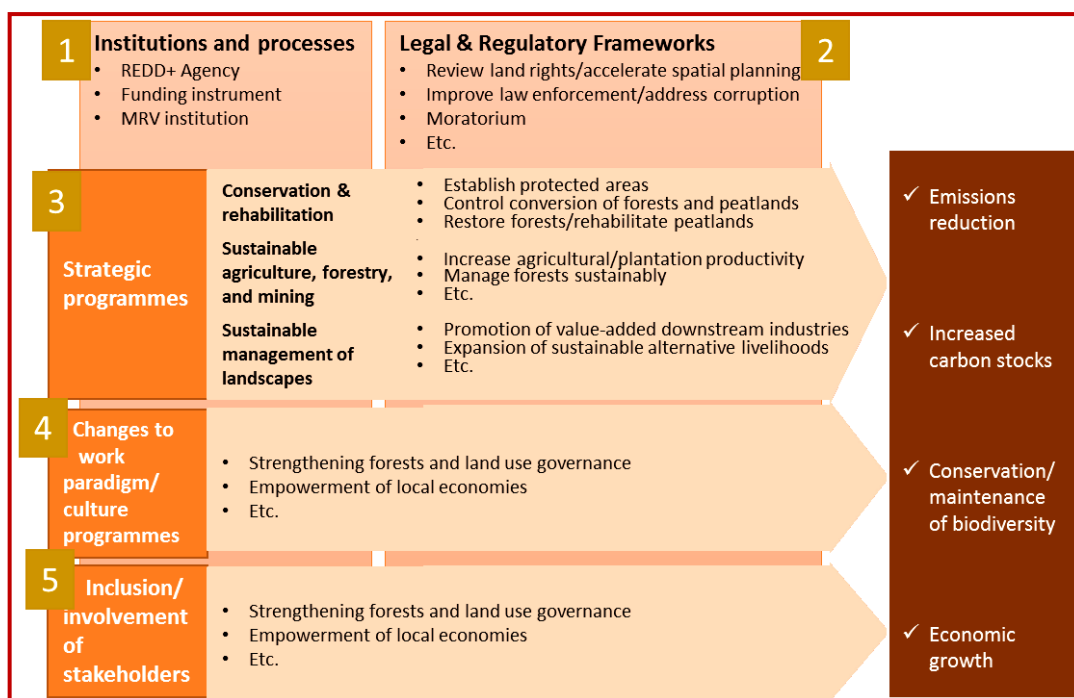 1
Institutions and processes
• REDD+ Agency
• Funding instrument
• MRV institution
Legal & Regulatory Frameworks
2
• Review land rights/accelerate spatial planning
• Improve law enforcement/address corruption
• Moratorium
• Etc.
3
Strategic
programmes
Conservation &
rehabilitation
• Establish protected areas
• Control conversion of forests and peatlands
• Restore forests/rehabilitate peatlands
Sustainable
agriculture, forestry,
and mining
• Increase agricultural/plantation productivity
• Manage forests sustainably
• Etc.
Sustainable
management of
landscapes
• Promotion of value-added downstream industries
• Expansion of sustainable alternative livelihoods
• Etc.
4
Changes to
work
paradigm/
culture
programmes
• Strengthening forests and land use governance
• Empowerment of local economies
• Etc.
5
Inclusion/
involvement
of
stakeholders
• Strengthening forests and land use governance
• Empowerment of local economies
• Etc.
✓ Emissions
reduction
✓ Increased
carbon stocks
✓ Conservation/
maintenance
of biodiversity
✓ Economic
growth